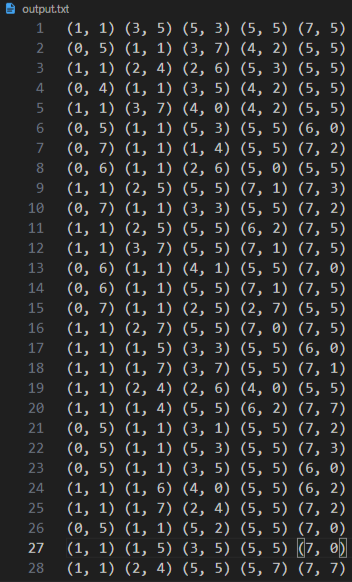 output.txt
1 (1, 1) (3, 5) (5, 3) (5, 5) (7, 5)
2 (0, 5) (1, 1) (3, 7) (4, 2) (5, 5)
3 (1, 1) (2, 4) (2, 6) (5, 3) (5, 5)
4 (0, 4) (1, 1) (3, 5) (4, 2) (5, 5)
5 (1, 1) (3, 7) (4, 0) (4, 2) (5, 5)
6 (0, 5) (1, 1) (5, 3) (5, 5) (6, 0)
7 (0, 7) (1, 1) (1, 4) (5, 5) (7, 2)
8 (0, 6) (1, 1) (2, 6) (5, 0) (5, 5)
9 (1, 1) (2, 5) (5, 5) (7, 1) (7, 3)
10 (0, 7) (1, 1) (3, 3) (5, 5) (7, 2)
11 (1, 1) (2, 5) (5, 5) (6, 2) (7, 5)
12 (1, 1) (3, 7) (5, 5) (7, 1) (7, 5)
13 (0, 6) (1, 1) (4, 1) (5, 5) (7, 0)
14 (0, 6) (1, 1) (5, 5) (7, 1) (7, 5)
15 (0, 7) (1, 1) (2, 5) (2, 7) (5, 5)
16 (1, 1) (2, 7) (5, 5) (7, 0) (7, 5)
17 (1, 1) (1, 5) (3, 3) (5, 5) (6, 0)
18 (1, 1) (1, 7) (3, 7) (5, 5) (7, 1)
19 (1, 1) (2, 4) (2, 6) (4, 0) (5, 5)
20 (1, 1) (1, 4) (5, 5) (6, 2) (7, 7)
21 (0, 5) (1, 1) (3, 1) (5, 5) (7, 2)
22 (0, 5) (1, 1) (5, 3) (5, 5) (7, 3)
23 (0, 5) (1, 1) (5, 5) (5, 5) (6, 0)
24 (1, 1) (1, 6) (4, 0) (5, 5) (6, 2)
25 (1, 1) (1, 7) (2, 4) (5, 5) (7, 2)
26 (0, 5) (1, 1) (5, 2) (5, 5) (7, 0)
27 (1, 1) (1, 5) (3, 5) (5, 5) (7, 0)
28 (1, 1) (2, 4) (5, 5) (5, 7) (7, 7)